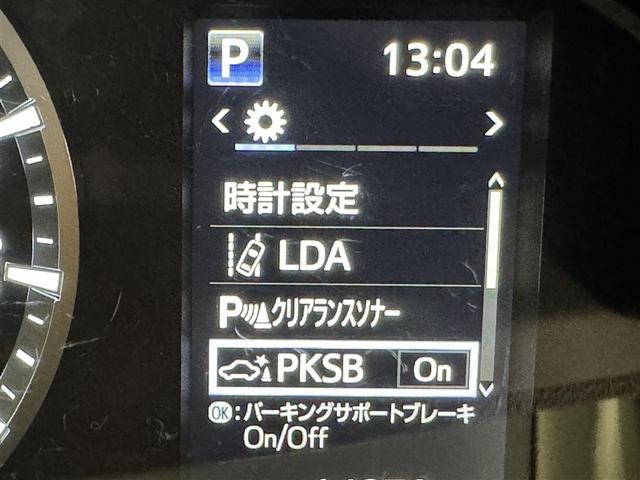 P 13:04
時計設定
LDA
Pクリアランスソナー
PKSB On
OK:パーキングサポートブレーキ
On/Off